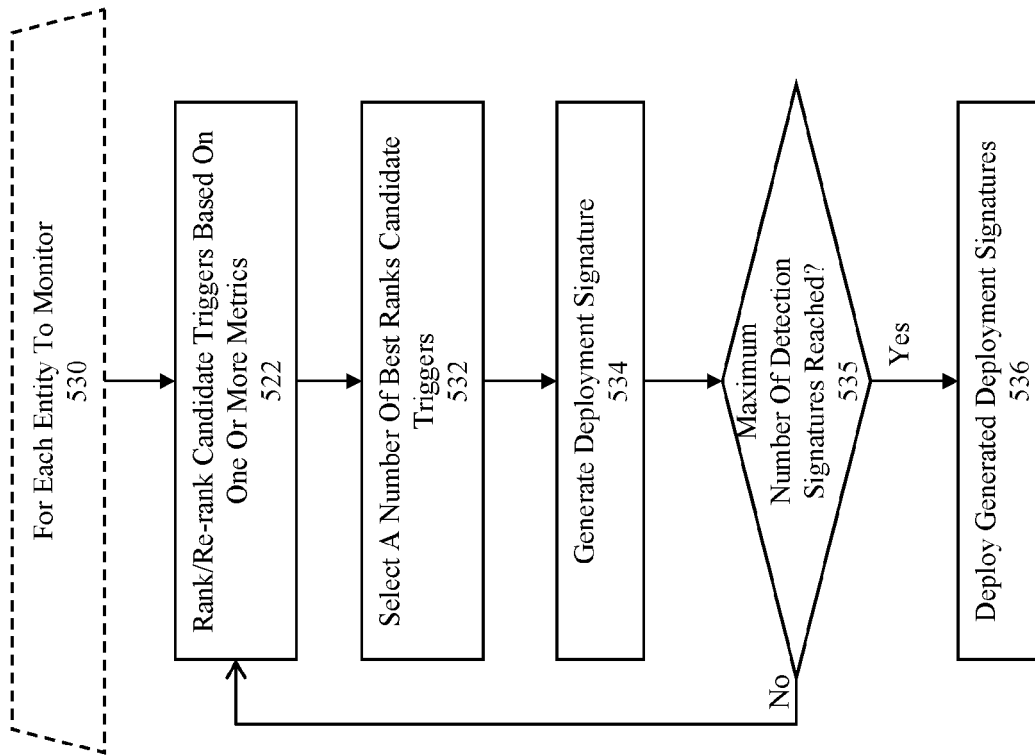 For Each Entity To Monitor
530
Rank/Re-rank Candidate Triggers Based On
One Or More Metrics
522
Select A Number Of Best Ranks Candidate
Triggers
532
Generate Deployment Signature
534
Maximum
Number Of Detection
Signatures Reached?
535
No
Yes
Deploy Generated Deployment Signatures
536